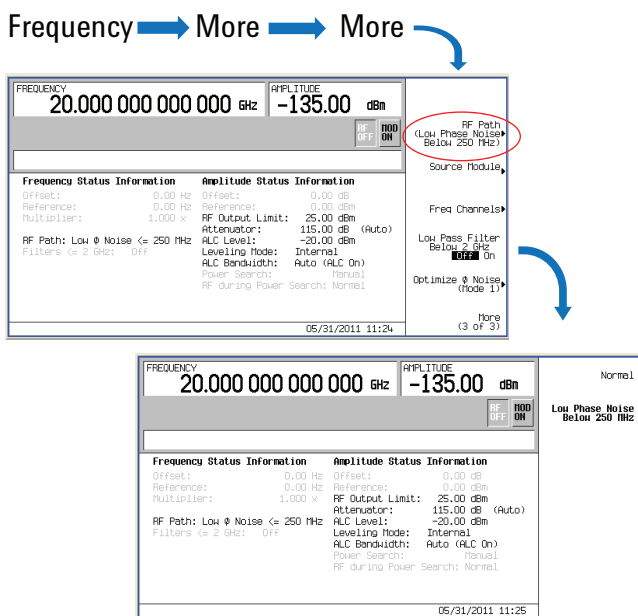 Frequency More More
FREQUENCY
20.000 000 000 000 GHz
AMPLITUDE
-135.00 dBm
RF OFF
MOD ON
Frequency Status Information
Offset: 0.00 Hz
Reference: 0.00 Hz
Multiplier: 1.000 x
RF Path: Low Φ Noise <= 250 MHz
Filters <= 2 GHz: Off
Amplitude Status Information
Offset: 0.00 dB
Reference: 0.00 dBm
RF Output Limit: 25.00 dBm
Attenuator: 115.00 dB (Auto)
ALC Level: -20.00 dBm
Leveling Mode: Internal
ALC Bandwidth: Auto (ALC On)
Power Search: Manual
RF during Power Search: Normal
05/31/2011 11:24
RF Path
(Low Phase Noise
Below 250 MHz)
Source Module
Freq Channels
Low Pass Filter
Below 2 GHz
Off On
Optimize Φ Noise
(Mode 1)
More
(3 of 3)
FREQUENCY
20.000 000 000 000 GHz
AMPLITUDE
-135.00 dBm
RF OFF
MOD ON
Frequency Status Information
Offset: 0.00 Hz
Reference: 0.00 Hz
Multiplier: 1.000 x
RF Path: Low Φ Noise <= 250 MHz
Filters <= 2 GHz: Off
Amplitude Status Information
Offset: 0.00 dB
Reference: 0.00 dBm
RF Output Limit: 25.00 dBm
Attenuator: 115.00 dB (Auto)
ALC Level: -20.00 dBm
Leveling Mode: Internal
ALC Bandwidth: Auto (ALC On)
Power Search: Manual
RF during Power Search: Normal
05/31/2011 11:25
Normal
Low Phase Noise
Below 250 MHz